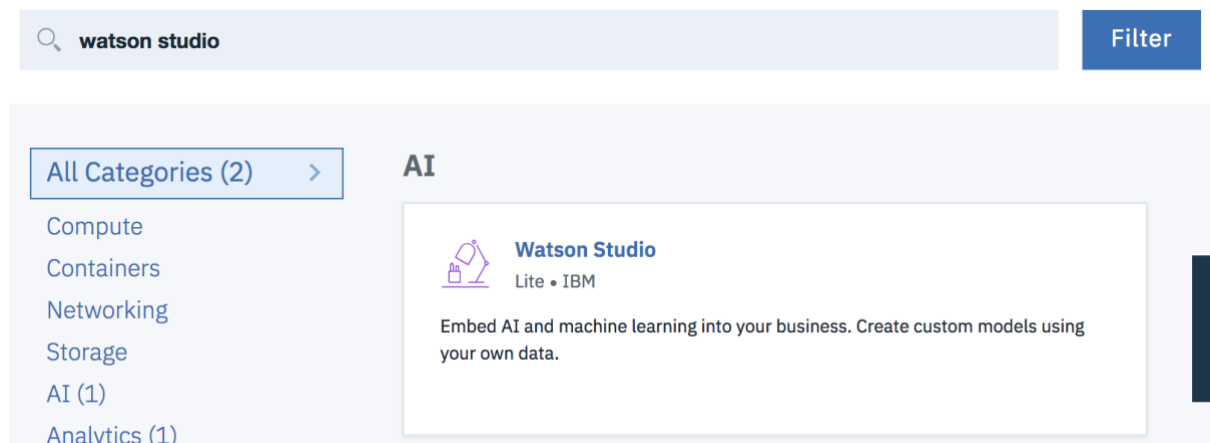 watson studio
Filter
All Categories (2)
Compute
Containers
Networking
Storage
AI (1)
Analytics (1)
AI
Watson Studio
Lite • IBM
Embed AI and machine learning into your business. Create custom models using
your own data.